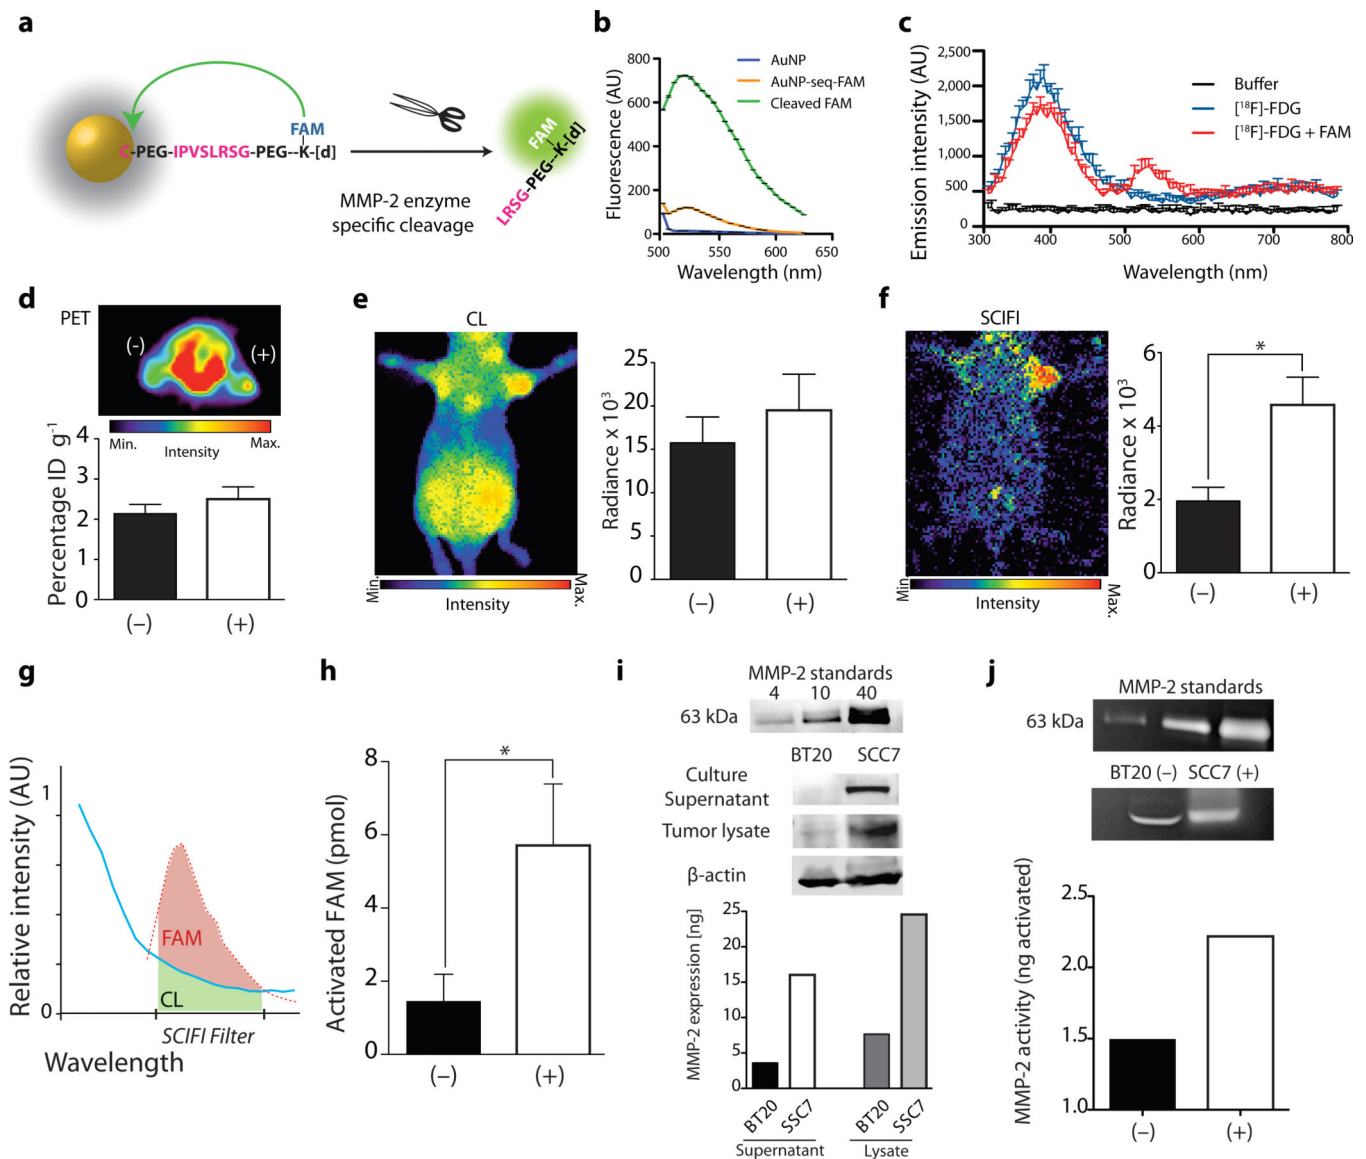 a
FAM
C-PEG-IPVSLRSG-PEG--K-[d]
MMP-2 enzyme
specific cleavage
FAM
LRSG-PEG--K-[d]
b
Fluorescence (AU)
800
600
400
200
0
500 550 600 650
Wavelength (nm)
AuNP
AuNP-seq-FAM
Cleaved FAM
c
Emission intensity (AU)
2,500
2,000
1,500
1,000
500
0
300 400 500 600 700 800
Wavelength (nm)
Buffer
[¹⁸F]-FDG
[¹⁸F]-FDG + FAM
d
PET
(-) (+)
Min. Intensity Max.
Percentage ID g⁻¹
4
3
2
1
0
(−) (+)
e
CL
Min. Intensity Max.
Radiance x 10³
25
20
15
10
5
0
(−) (+)
f
SCIFI
Min Intensity Max.
Radiance x 10³
6
4
2
0
*
(−) (+)
g
Relative intensity (AU)
1
0
FAM
CL
SCIFI Filter
Wavelength
h
Activated FAM (pmol)
8
6
4
2
0
*
(−) (+)
i
MMP-2 standards
4 10 40
63 kDa
BT20 SCC7
Culture
Supernatant
Tumor lysate
β-actin
MMP-2 expression [ng]
25
20
15
10
5
0
BT20 SSC7 BT20 SSC7
Supernatant Lysate
j
MMP-2 standards
63 kDa
BT20 (−) SCC7 (+)
MMP-2 activity (ng activated)
2.5
2.0
1.5
1.0
(−) (+)